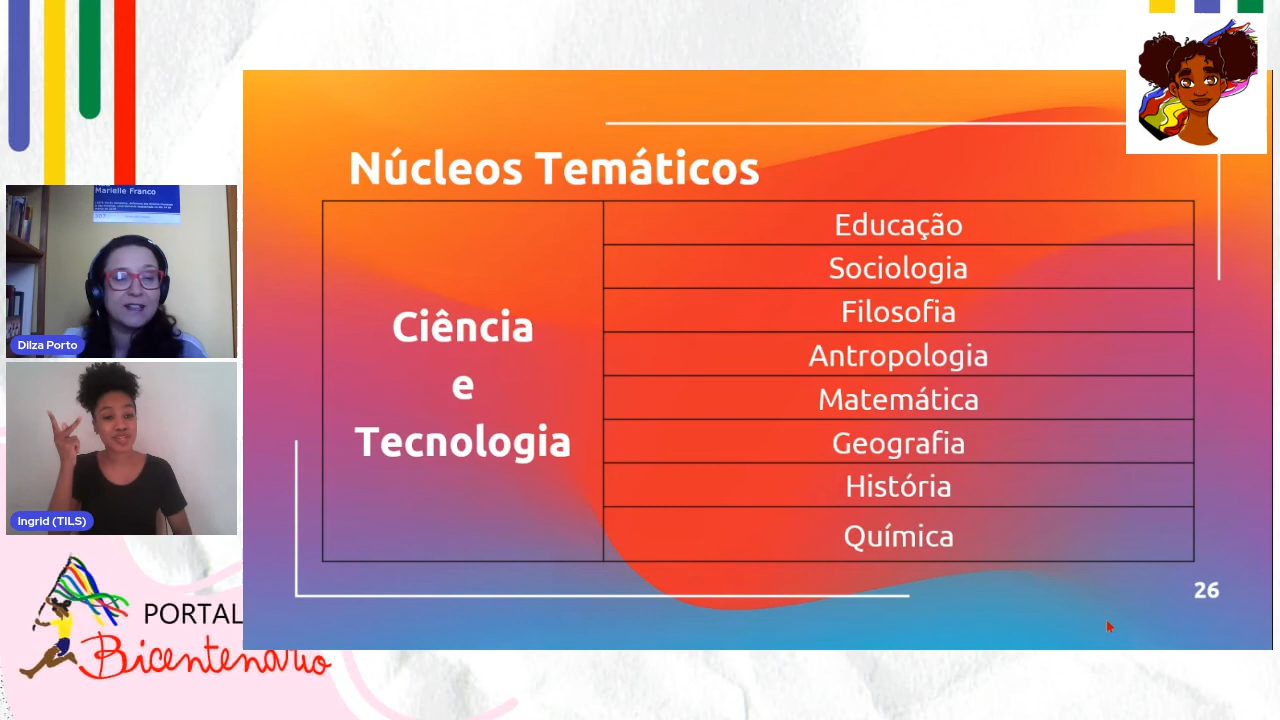 Marielle Franco
Dilza Porto
Ingrid (TILS)
PORTAL
Bicentenário
Núcleos Temáticos
Ciência
e
Tecnologia
Educação
Sociologia
Filosofia
Antropologia
Matemática
Geografia
História
Química
26